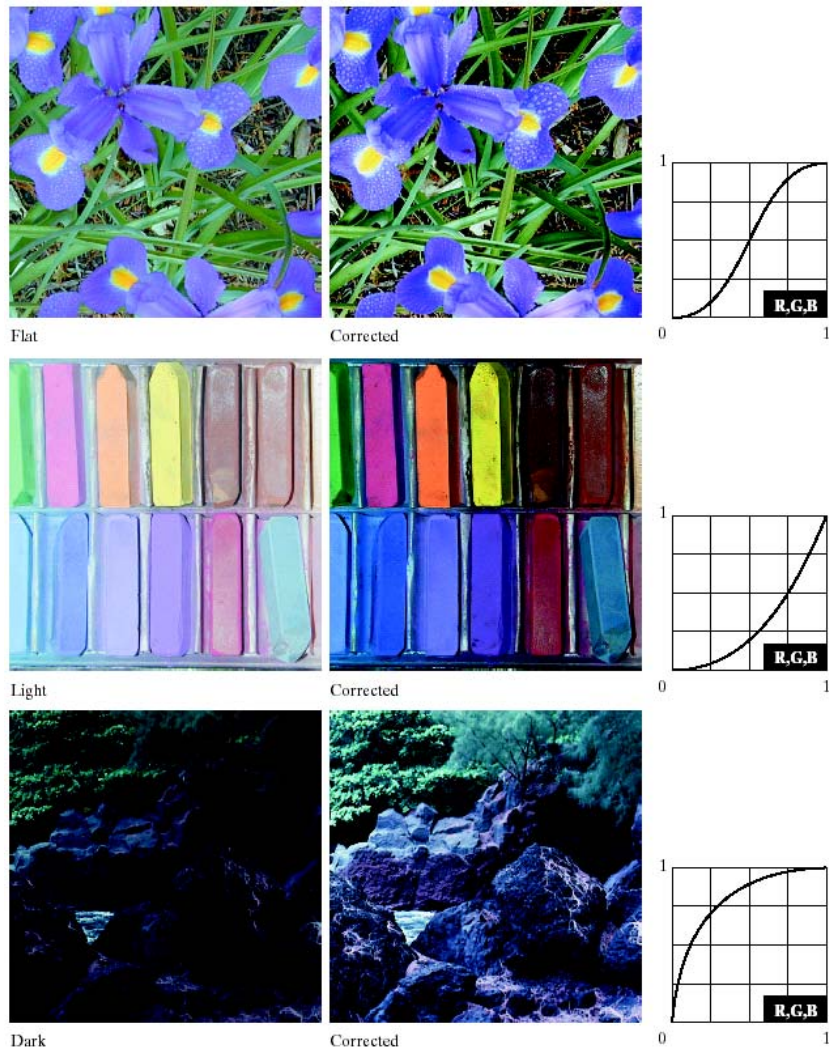 1
R,G,B
0 1
Flat Corrected
1
R,G,B
0 1
Light Corrected
1
R,G,B
0 1
Dark Corrected